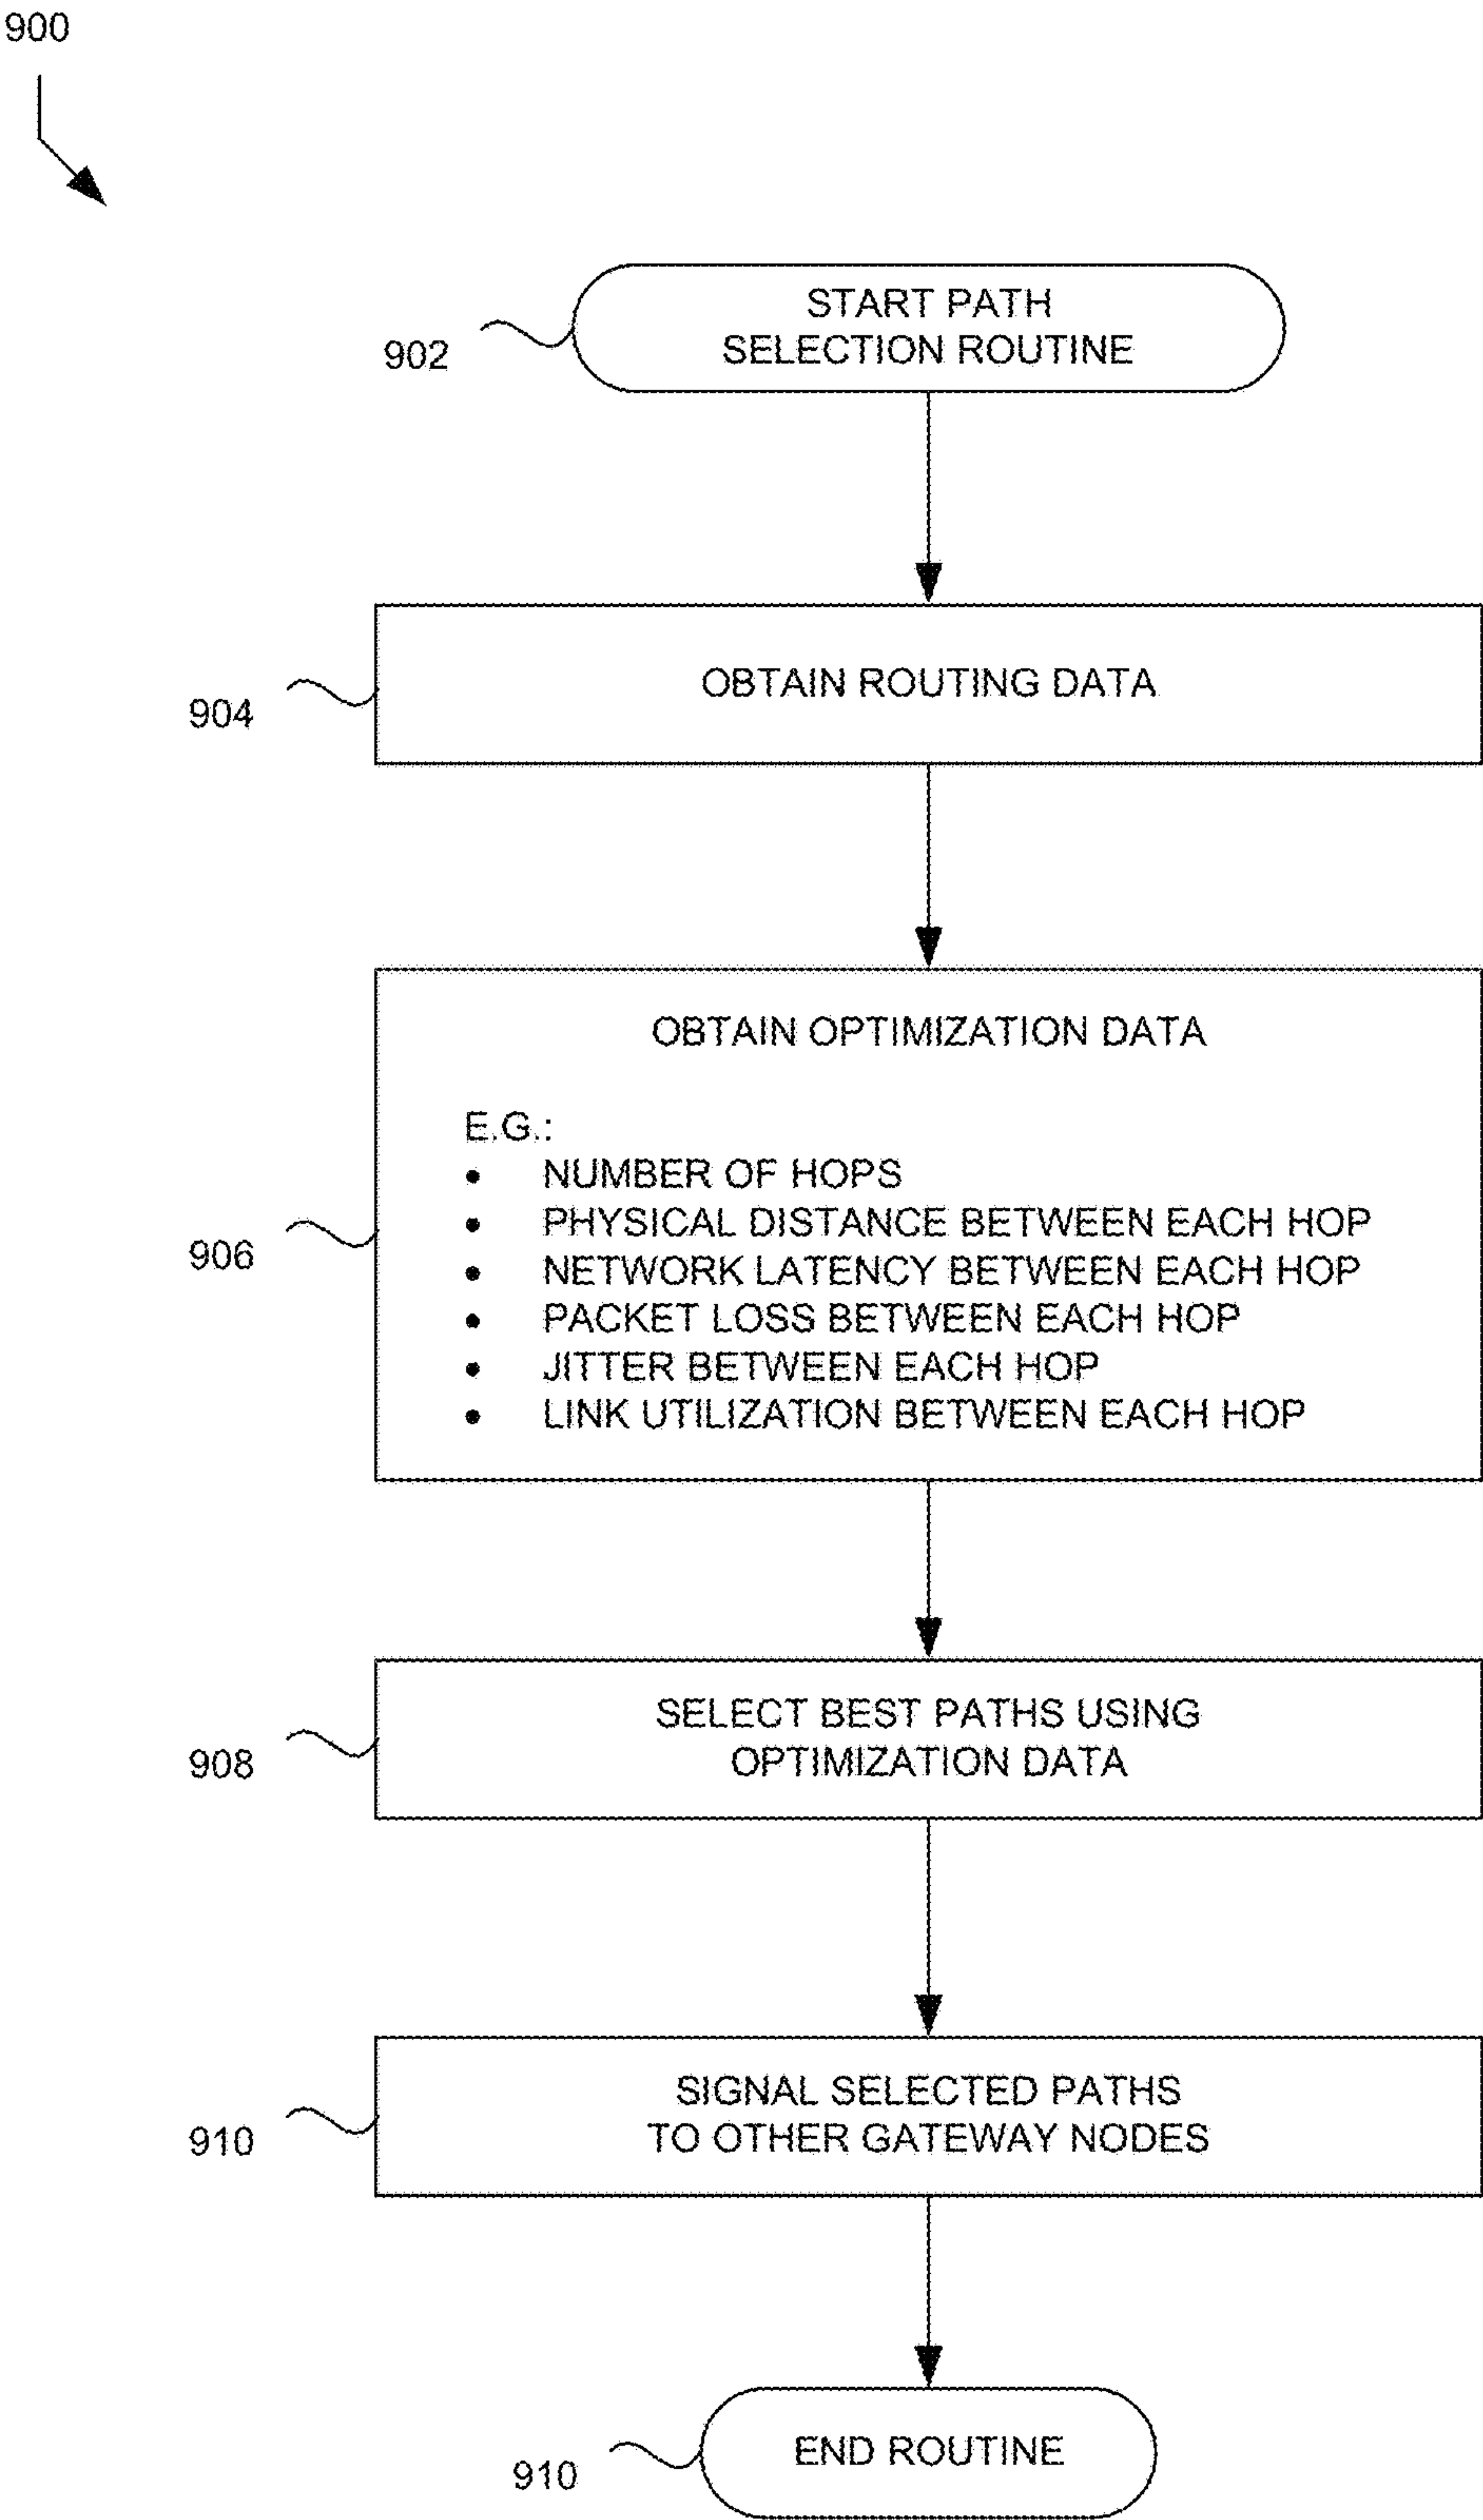 900
START PATH
SELECTION ROUTINE
902
OBTAIN ROUTING DATA
904
OBTAIN OPTIMIZATION DATA
E.G.:
• NUMBER OF HOPS
• PHYSICAL DISTANCE BETWEEN EACH HOP
• NETWORK LATENCY BETWEEN EACH HOP
• PACKET LOSS BETWEEN EACH HOP
• JITTER BETWEEN EACH HOP
• LINK UTILIZATION BETWEEN EACH HOP
906
SELECT BEST PATHS USING
OPTIMIZATION DATA
908
SIGNAL SELECTED PATHS
TO OTHER GATEWAY NODES
910
END ROUTINE
910